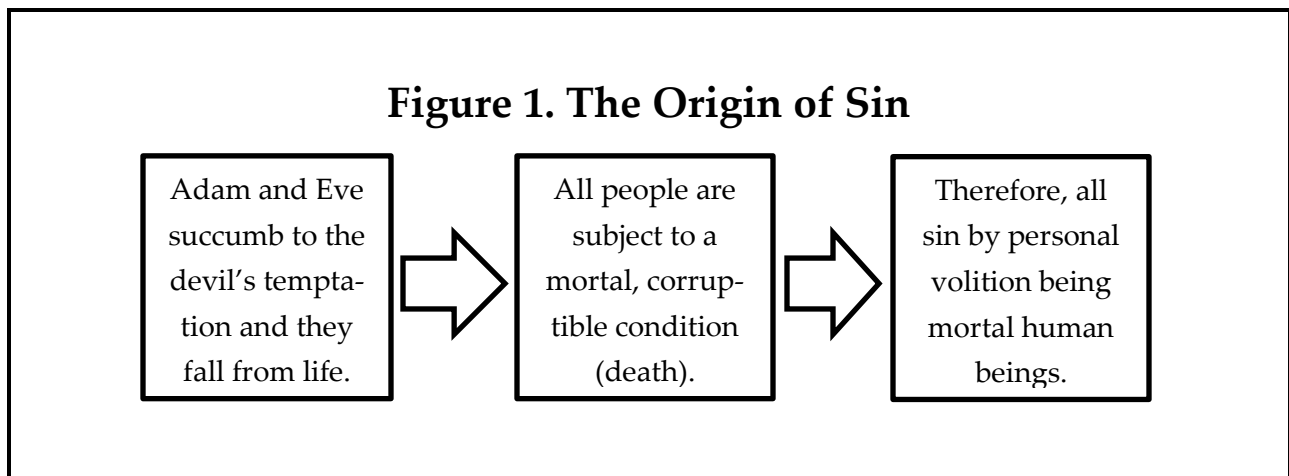 Figure 1. The Origin of Sin
Adam and Eve
succumb to the
devil’s tempta-
tion and they
fall from life.
All people are
subject to a
mortal, corrup-
tible condition
(death).
Therefore, all
sin by personal
volition being
mortal human
beings.